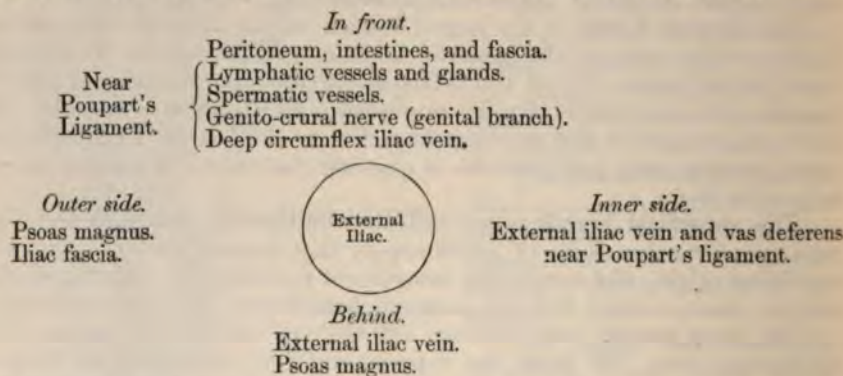 In front.
Peritoneum, intestines, and fascia.
Near
Poupart's
Ligament.
Lymphatic vessels and glands.
Spermatic vessels.
Genito-crural nerve (genital branch).
Deep circumflex iliac vein.
Outer side.
Psoas magnus.
Iliac fascia.
External
Iliac.
Inner side.
External iliac vein and vas deferens
near Poupart's ligament.
Behind.
External iliac vein.
Psoas magnus.